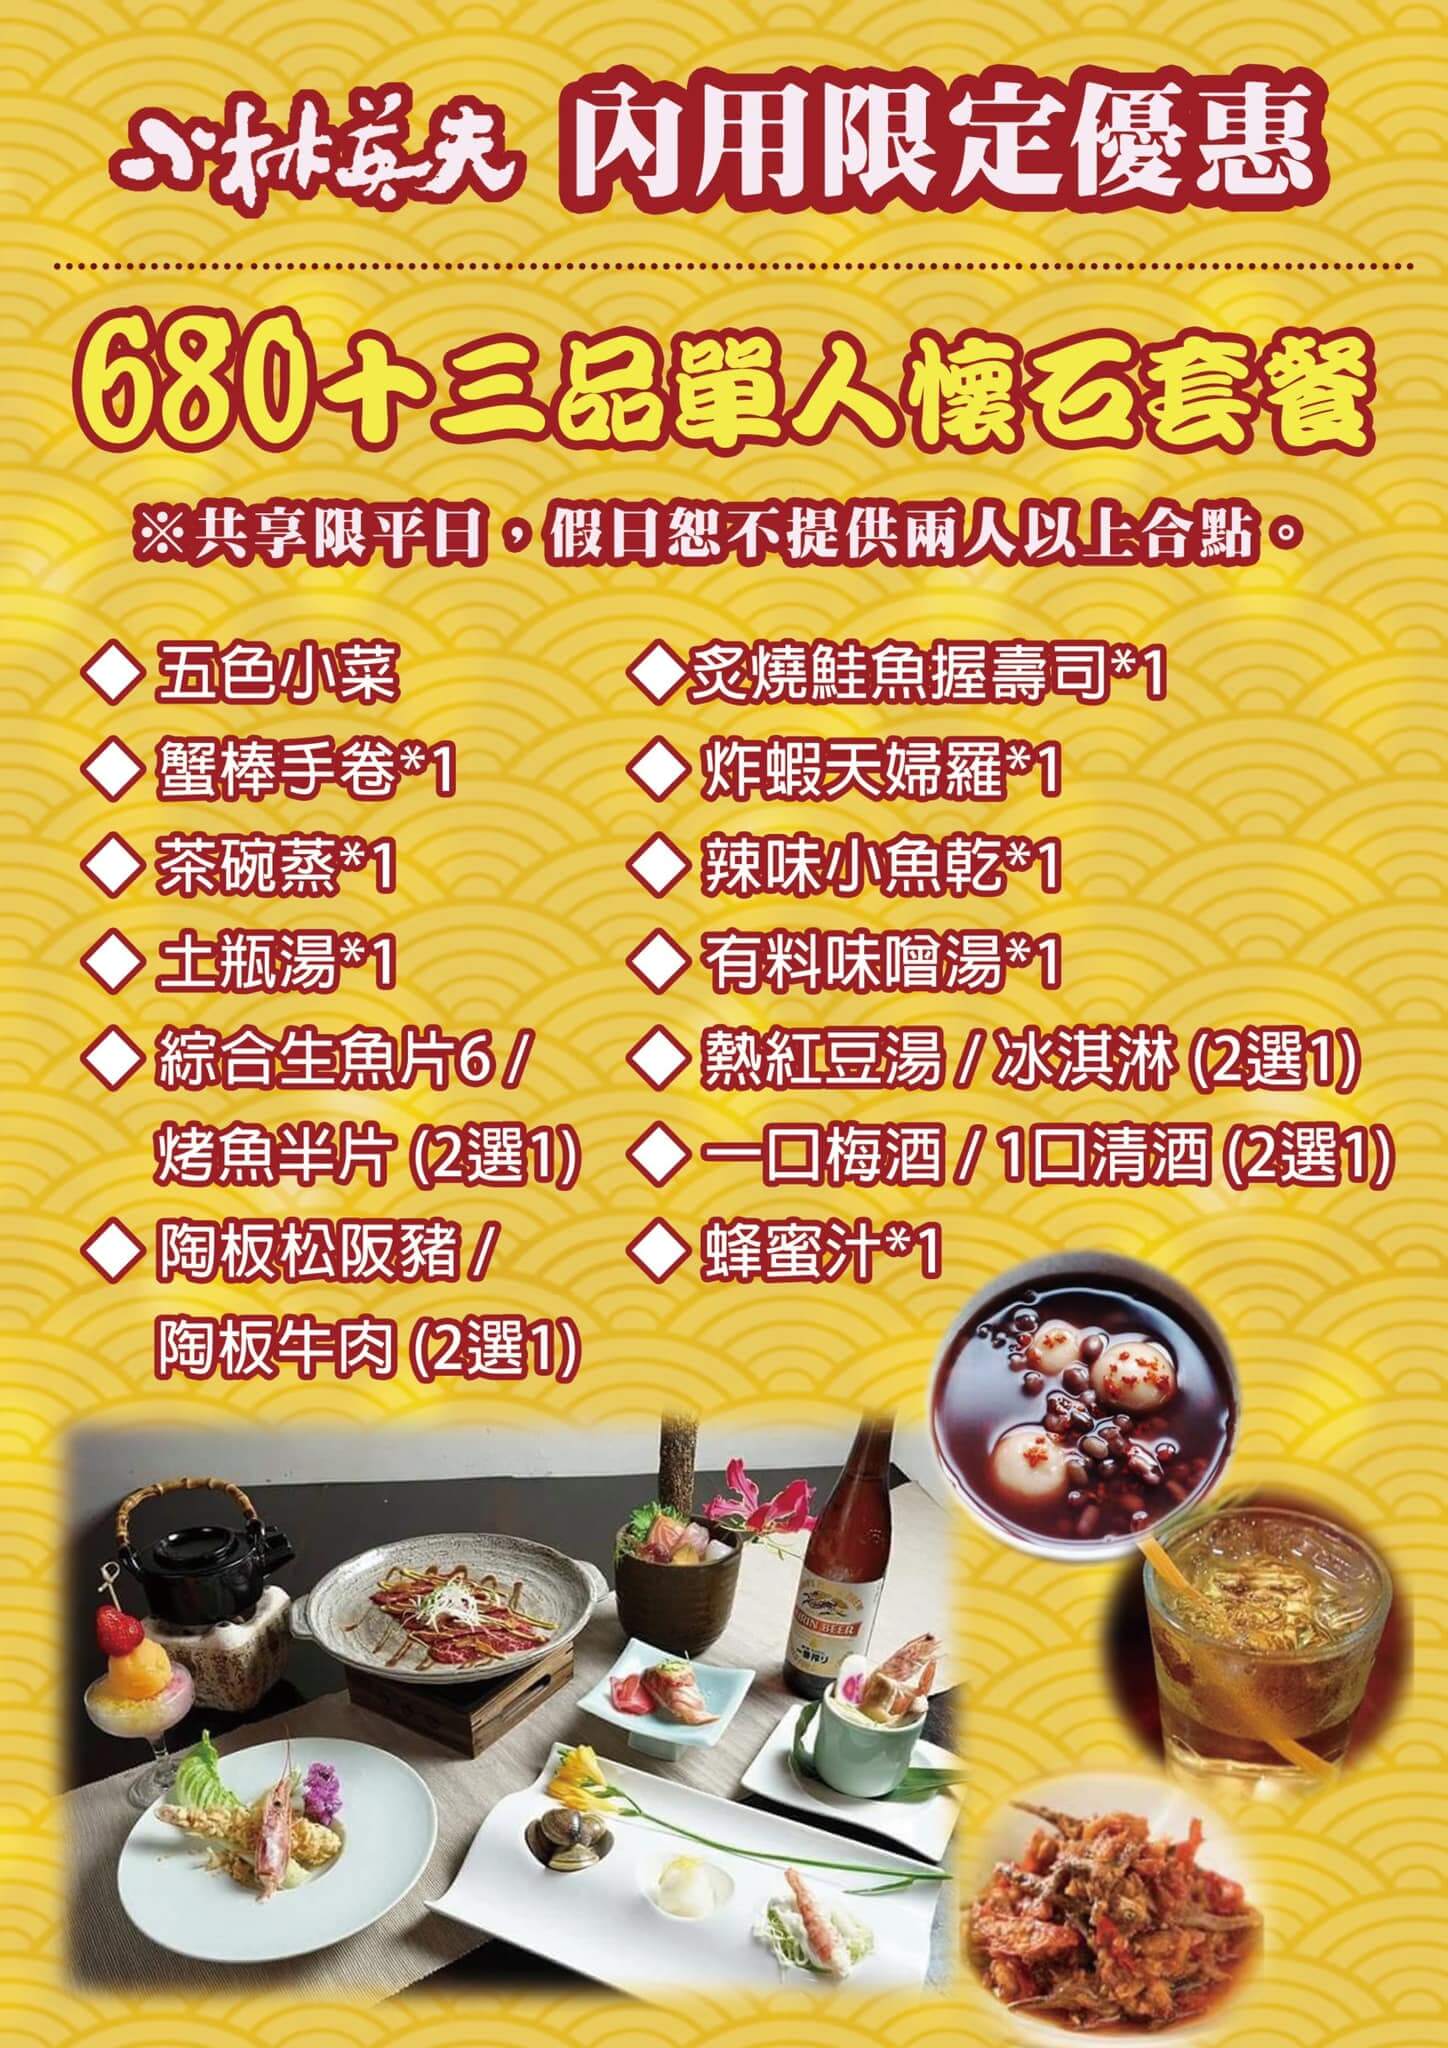 小林英夫 內用限定優惠
680十三品單人懷石套餐
※共享限平日，假日恕不提供兩人以上合點。
◆ 五色小菜
◆ 蟹棒手卷*1
◆ 茶碗蒸*1
◆ 土瓶湯*1
◆ 綜合生魚片6 /
烤魚半片 (2選1)
◆ 陶板松阪豬 /
陶板牛肉 (2選1)
◆ 炙燒鮭魚握壽司*1
◆ 炸蝦天婦羅*1
◆ 辣味小魚乾*1
◆ 有料味噌湯*1
◆ 熱紅豆湯 / 冰淇淋 (2選1)
◆ 一口梅酒 / 1口清酒 (2選1)
◆ 蜂蜜汁*1
KIRIN BEER
一番搾り